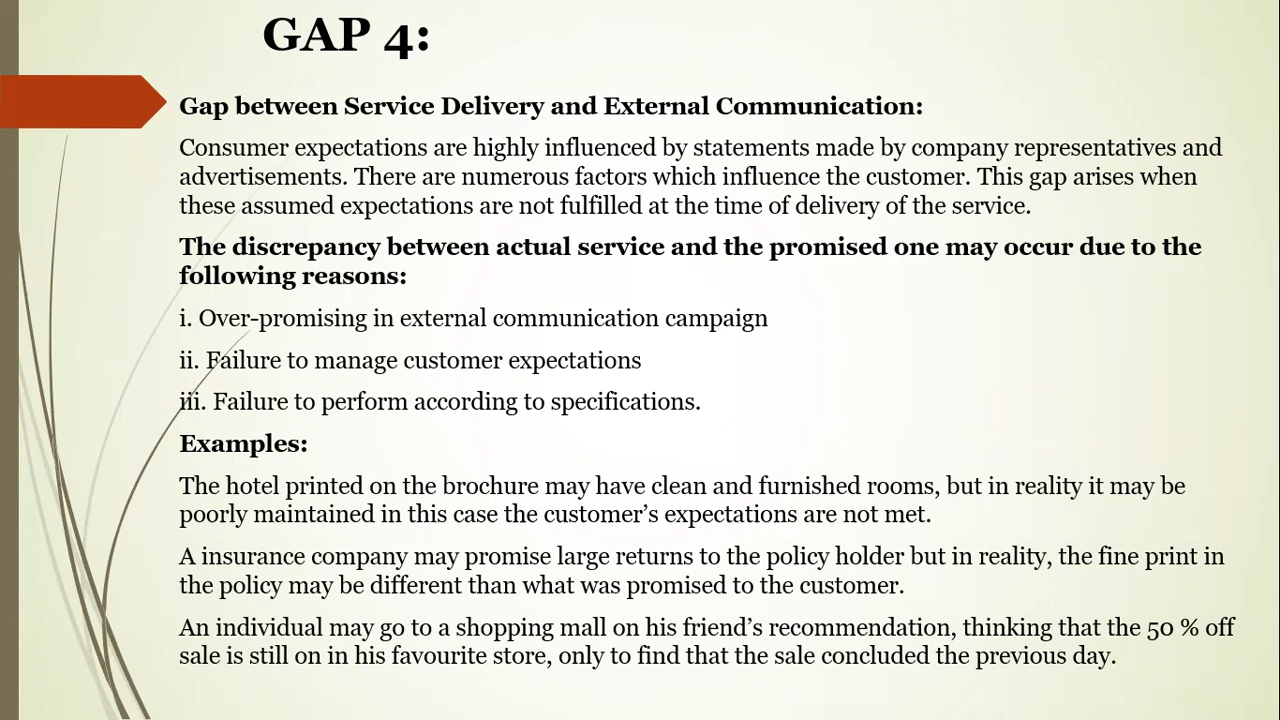 GAP 4:
Gap between Service Delivery and External Communication:
Consumer expectations are highly influenced by statements made by company representatives and
advertisements. There are numerous factors which influence the customer. This gap arises when
these assumed expectations are not fulfilled at the time of delivery of the service.
The discrepancy between actual service and the promised one may occur due to the
following reasons:
i. Over-promising in external communication campaign
ii. Failure to manage customer expectations
iii. Failure to perform according to specifications.
Examples:
The hotel printed on the brochure may have clean and furnished rooms, but in reality it may be
poorly maintained in this case the customer’s expectations are not met.
A insurance company may promise large returns to the policy holder but in reality, the fine print in
the policy may be different than what was promised to the customer.
An individual may go to a shopping mall on his friend’s recommendation, thinking that the 50 % off
sale is still on in his favourite store, only to find that the sale concluded the previous day.